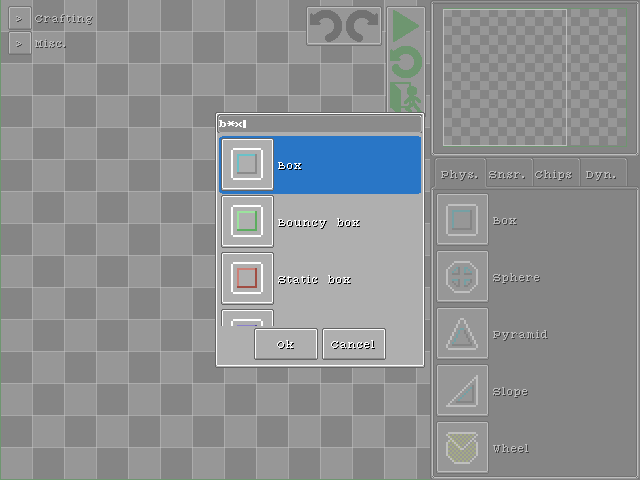 > Crafting
> Misc.
b*x
Box
Bouncy box
Static box
Ok Cancel
Phys. Snsr. Chips Dyn.
Box
Sphere
Pyramid
Slope
Wheel